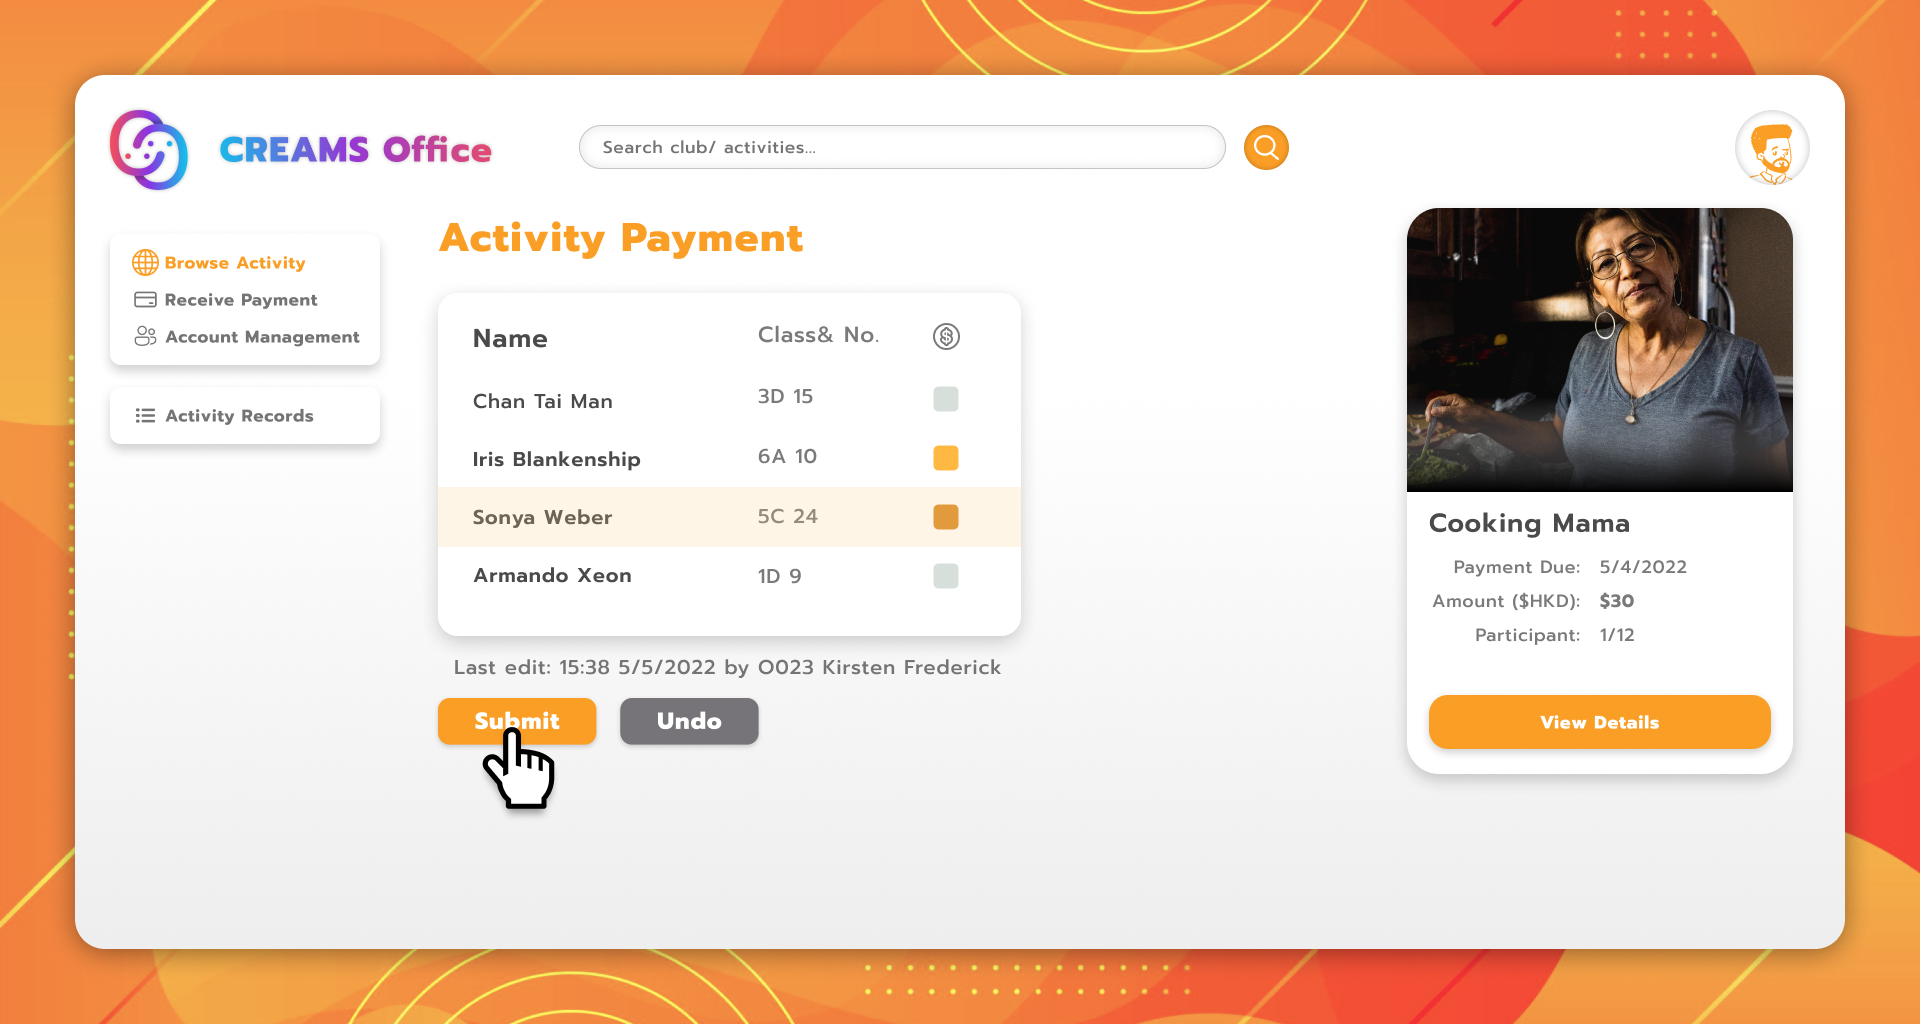 CREAMS Office
Search club/ activities...
Browse Activity
Receive Payment
Account Management
Activity Records
Activity Payment
Name Class& No.
Chan Tai Man 3D 15
Iris Blankenship 6A 10
Sonya Weber 5C 24
Armando Xeon 1D 9
Last edit: 15:38 5/5/2022 by O023 Kirsten Frederick
Submit Undo
Cooking Mama
Payment Due: 5/4/2022
Amount ($HKD): $30
Participant: 1/12
View Details